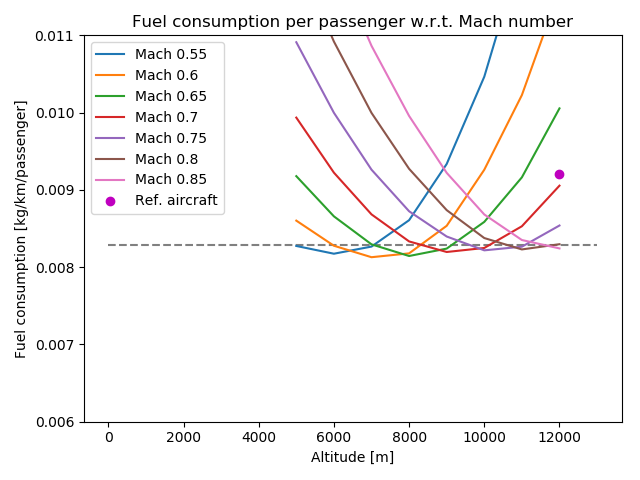 Fuel consumption per passenger w.r.t. Mach number
Fuel consumption [kg/km/passenger]
0.011
0.010
0.009
0.008
0.007
0.006
Mach 0.55
Mach 0.6
Mach 0.65
Mach 0.7
Mach 0.75
Mach 0.8
Mach 0.85
Ref. aircraft
0 2000 4000 6000 8000 10000 12000
Altitude [m]